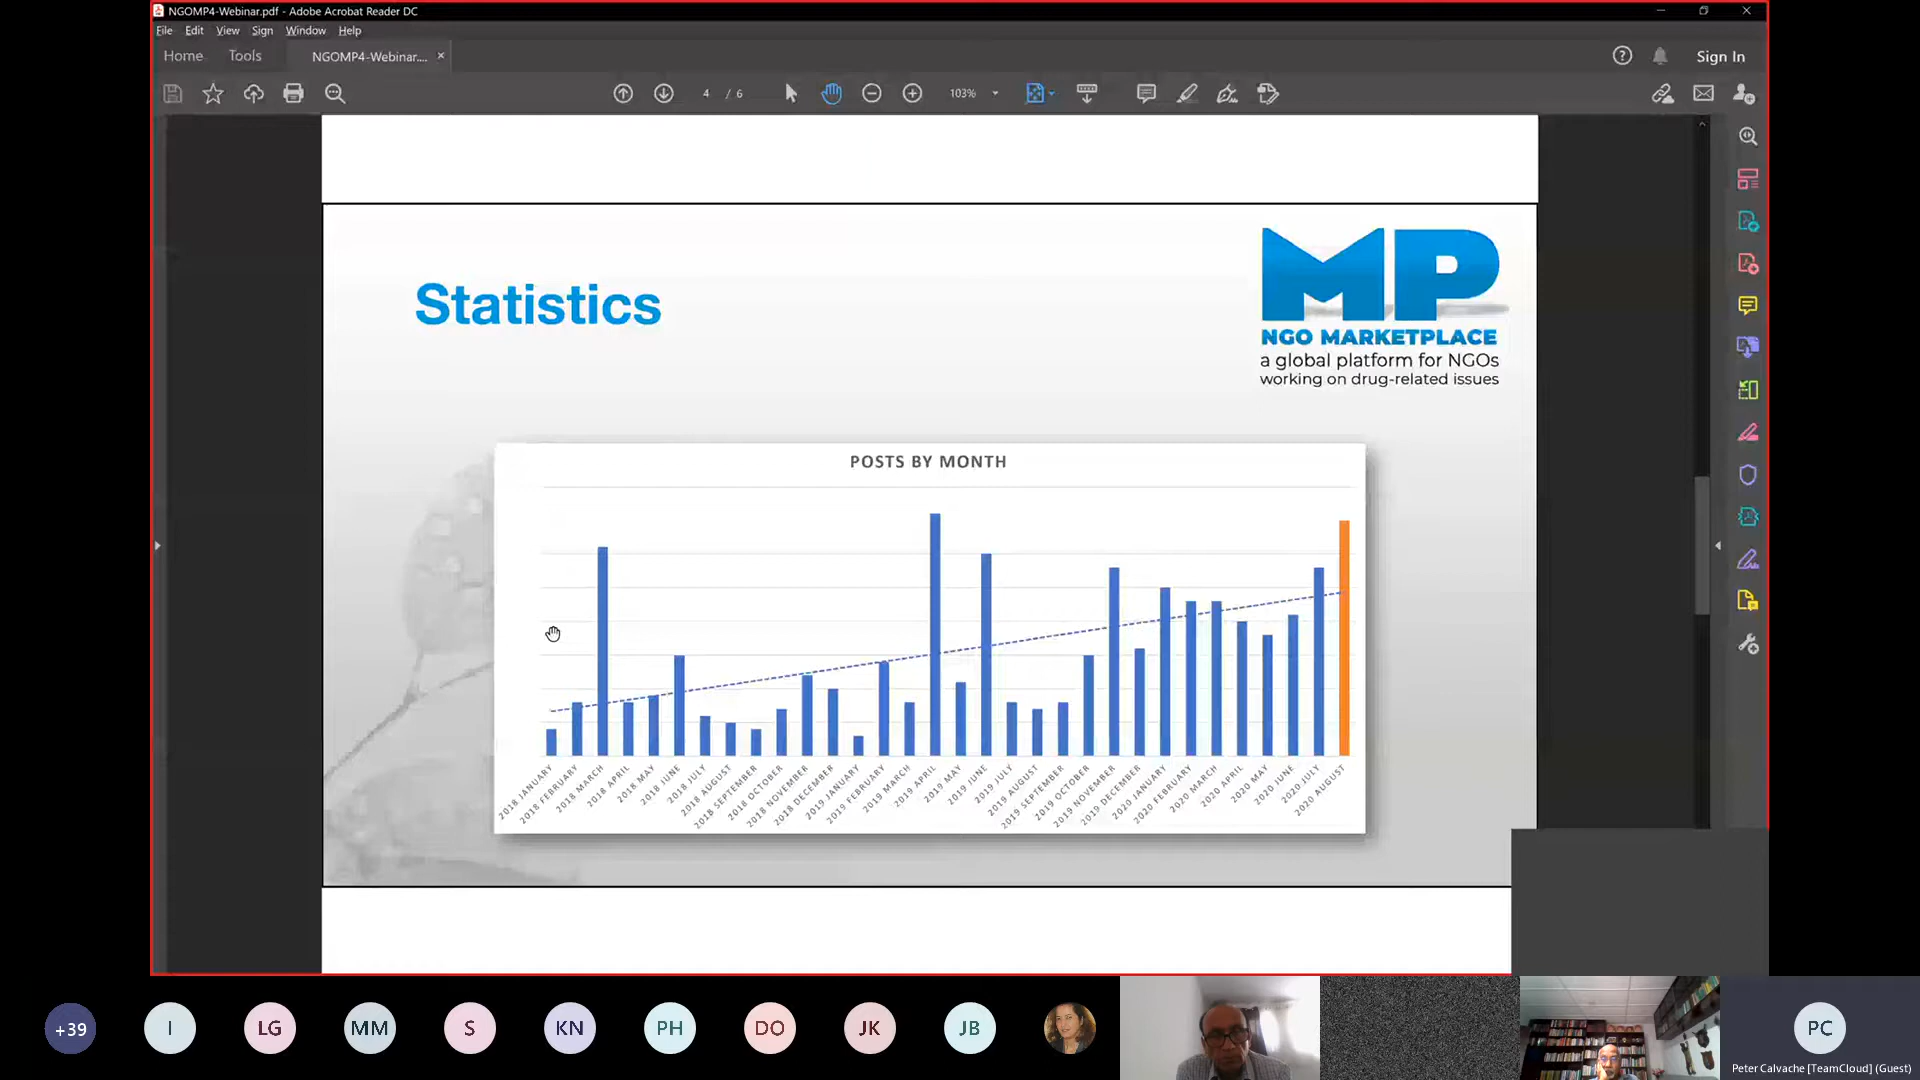 NGOMP4-Webinar.pdf - Adobe Acrobat Reader DC
File Edit View Sign Window Help
Home Tools NGOMP4-Webinar.... × Sign In
4 / 6 103%
Statistics
MP
NGO MARKETPLACE
a global platform for NGOs
working on drug-related issues
POSTS BY MONTH
2018 JANUARY
2018 FEBRUARY
2018 MARCH
2018 APRIL
2018 MAY
2018 JUNE
2018 JULY
2018 AUGUST
2018 SEPTEMBER
2018 OCTOBER
2018 NOVEMBER
2018 DECEMBER
2019 JANUARY
2019 FEBRUARY
2019 MARCH
2019 APRIL
2019 MAY
2019 JUNE
2019 JULY
2019 AUGUST
2019 SEPTEMBER
2019 OCTOBER
2019 NOVEMBER
2019 DECEMBER
2020 JANUARY
2020 FEBRUARY
2020 MARCH
2020 APRIL
2020 MAY
2020 JUNE
2020 JULY
2020 AUGUST
+39 I LG MM S KN PH DO JK JB PC
Peter Calvache [TeamCloud] (Guest)